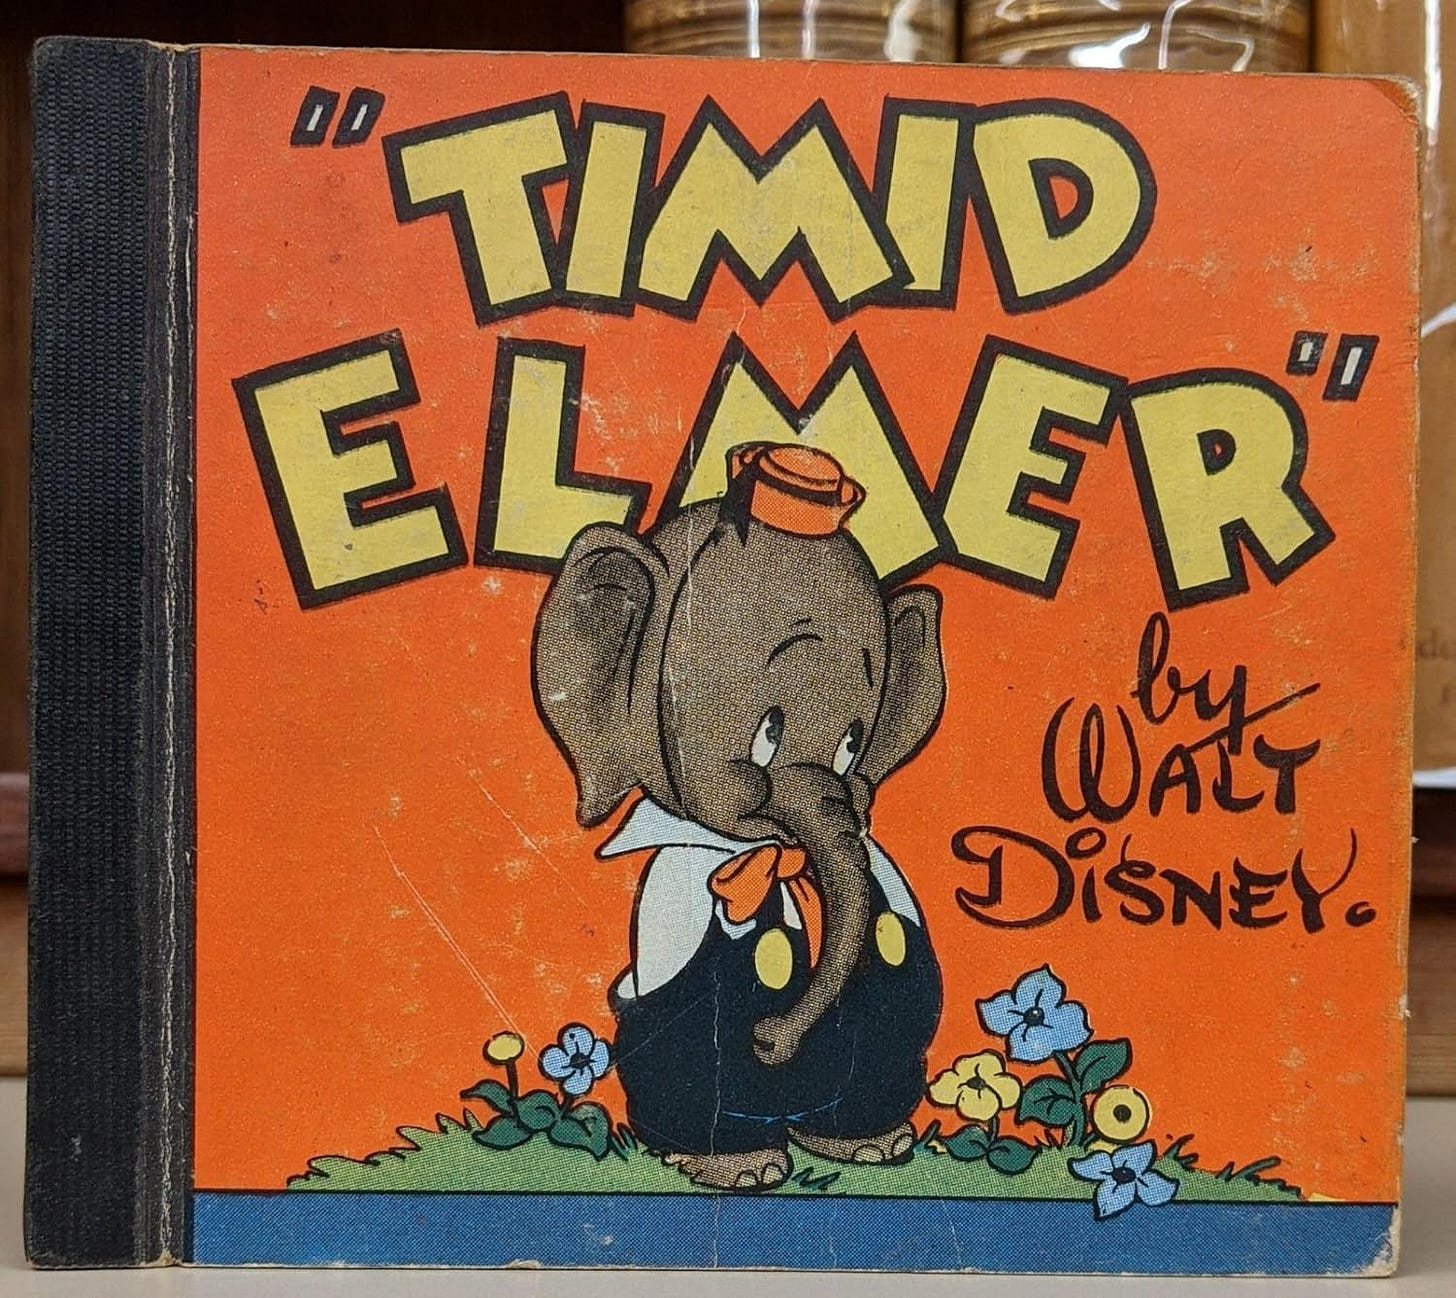 "TIMID
ELMER"
by
WALT
DISNEY.